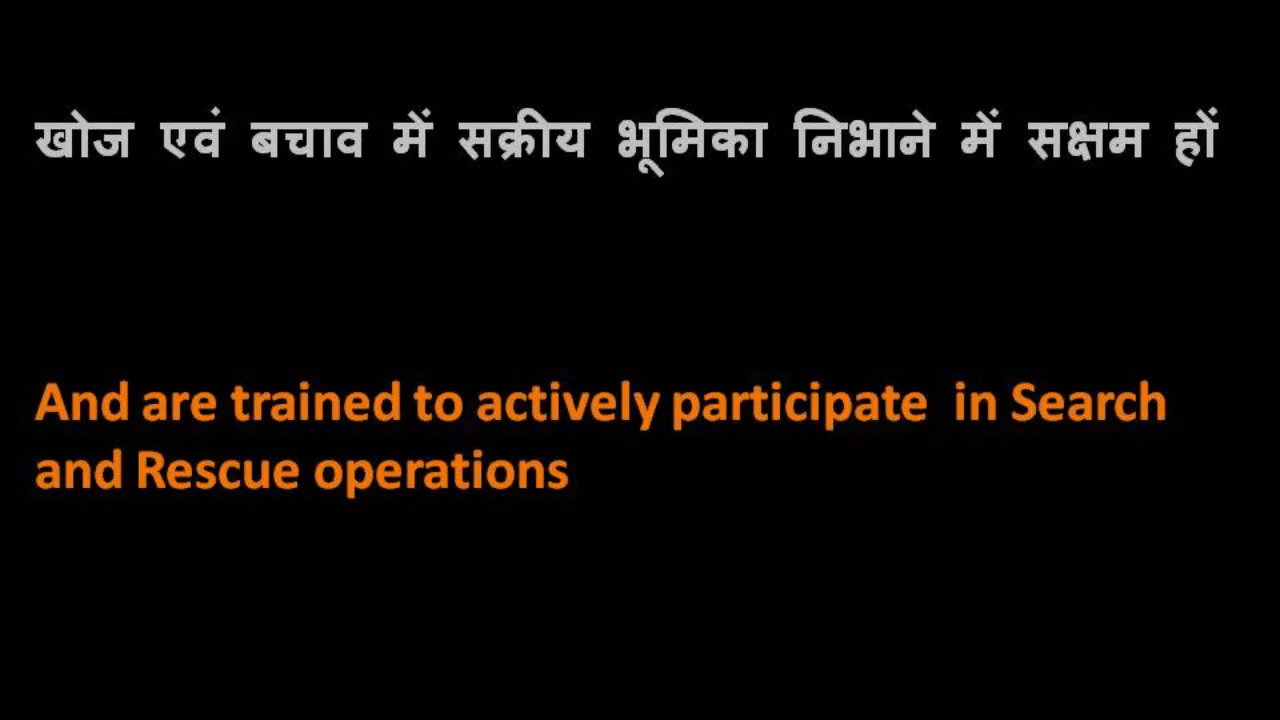 खोज एवं बचाव में सक्रीय भूमिका निभाने में सक्षम हों
And are trained to actively participate in Search
and Rescue operations